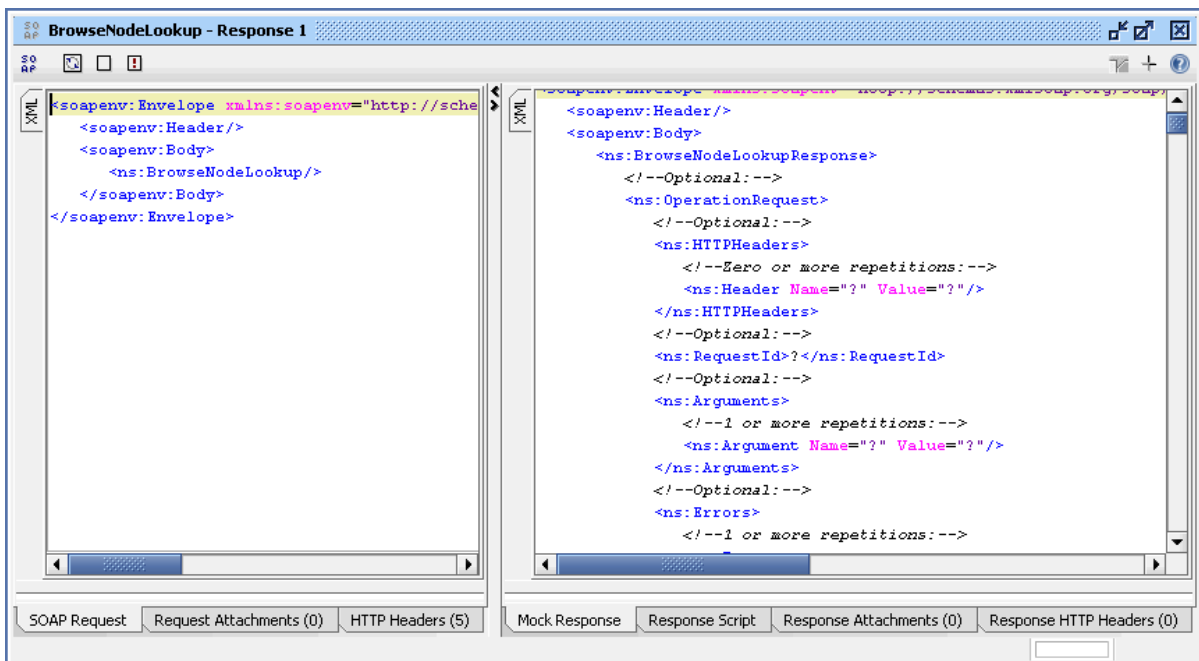 SO AP BrowseNodeLookup - Response 1
SO AP
XML
<soapenv:Envelope xmlns:soapenv="http://sche
<soapenv:Header/>
<soapenv:Body>
<ns:BrowseNodeLookup/>
</soapenv:Body>
</soapenv:Envelope>
SOAP Request
Request Attachments (0)
HTTP Headers (5)
XML
<soapenv:Header/>
<soapenv:Body>
<ns:BrowseNodeLookupResponse>
<!--Optional:-->
<ns:OperationRequest>
<!--Optional:-->
<ns:HTTPHeaders>
<!--Zero or more repetitions:-->
<ns:Header Name="?" Value="?"/>
</ns:HTTPHeaders>
<!--Optional:-->
<ns:RequestId>?</ns:RequestId>
<!--Optional:-->
<ns:Arguments>
<!--1 or more repetitions:-->
<ns:Argument Name="?" Value="?"/>
</ns:Arguments>
<!--Optional:-->
<ns:Errors>
<!--1 or more repetitions:-->
Mock Response
Response Script
Response Attachments (0)
Response HTTP Headers (0)